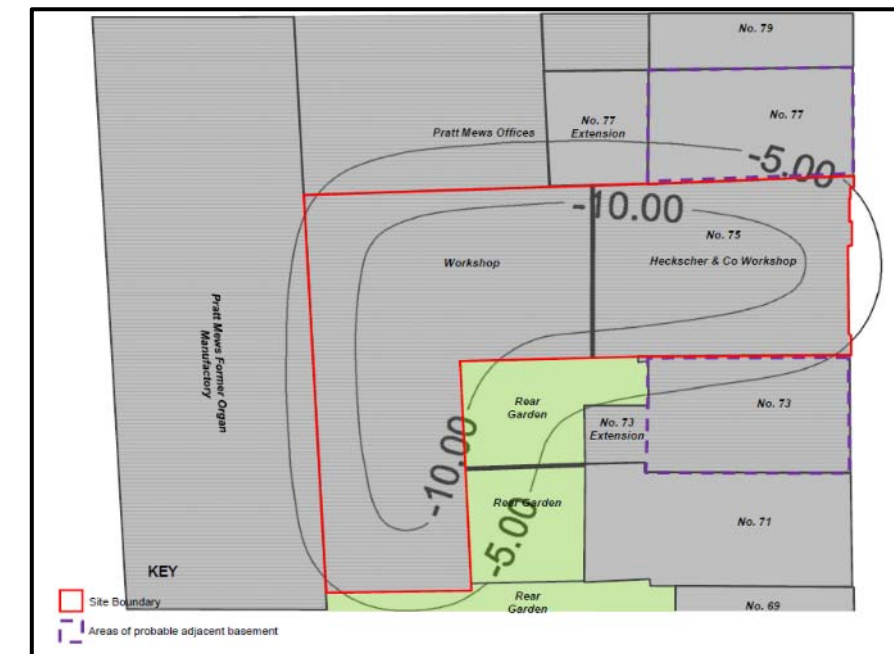 No. 79
No. 77
No. 77
Extension
Pratt Mews Offices
-5.00
-10.00
No. 75
Heckscher & Co Workshop
Workshop
Pratt Mews Former Organ
Manufactory
Rear
Garden
No. 73
No. 73
Extension
-10.00
Rear Garden
-5.00
No. 71
KEY
Site Boundary
Rear
Garden
No. 69
Areas of probable adjacent basement